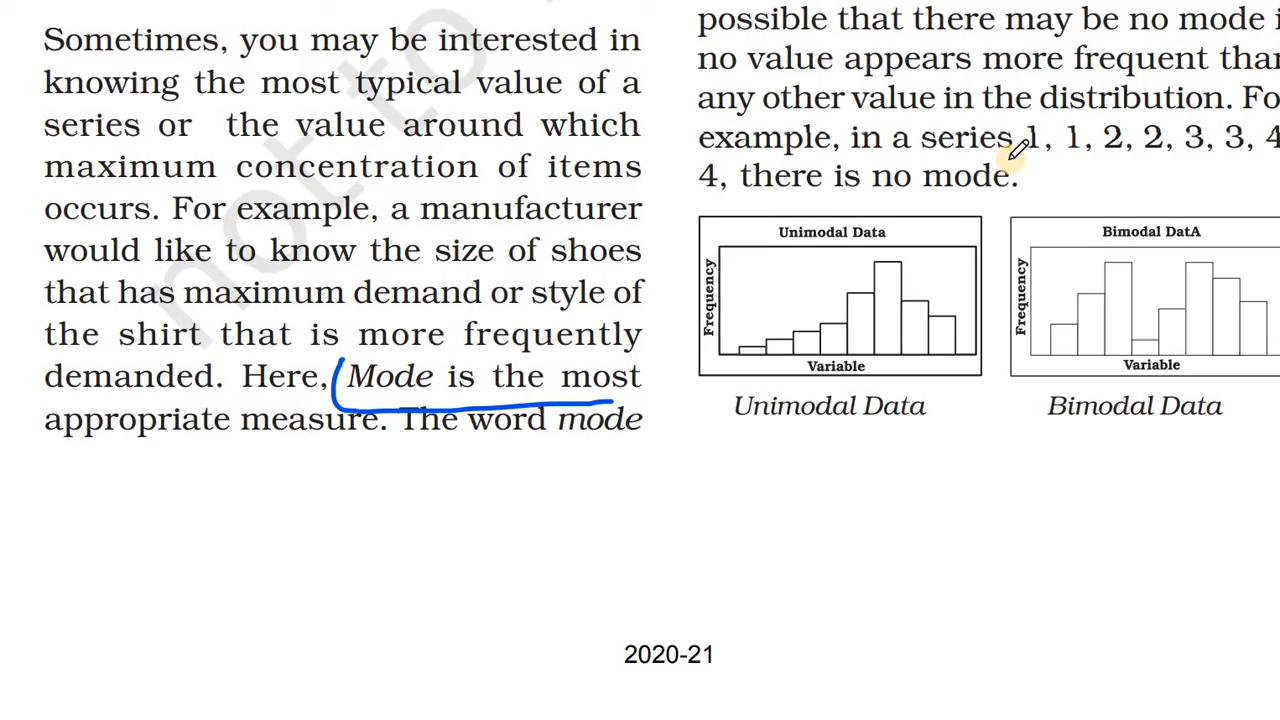 Sometimes, you may be interested in
knowing the most typical value of a
series or the value around which
maximum concentration of items
occurs. For example, a manufacturer
would like to know the size of shoes
that has maximum demand or style of
the shirt that is more frequently
demanded. Here, Mode is the most
appropriate measure. The word mode
possible that there may be no mode i
no value appears more frequent than
any other value in the distribution. Fo
example, in a series 1, 1, 2, 2, 3, 3, 4
4, there is no mode.
Unimodal Data
Frequency
Variable
Unimodal Data
Bimodal DatA
Frequency
Variable
Bimodal Data
not to
2020-21